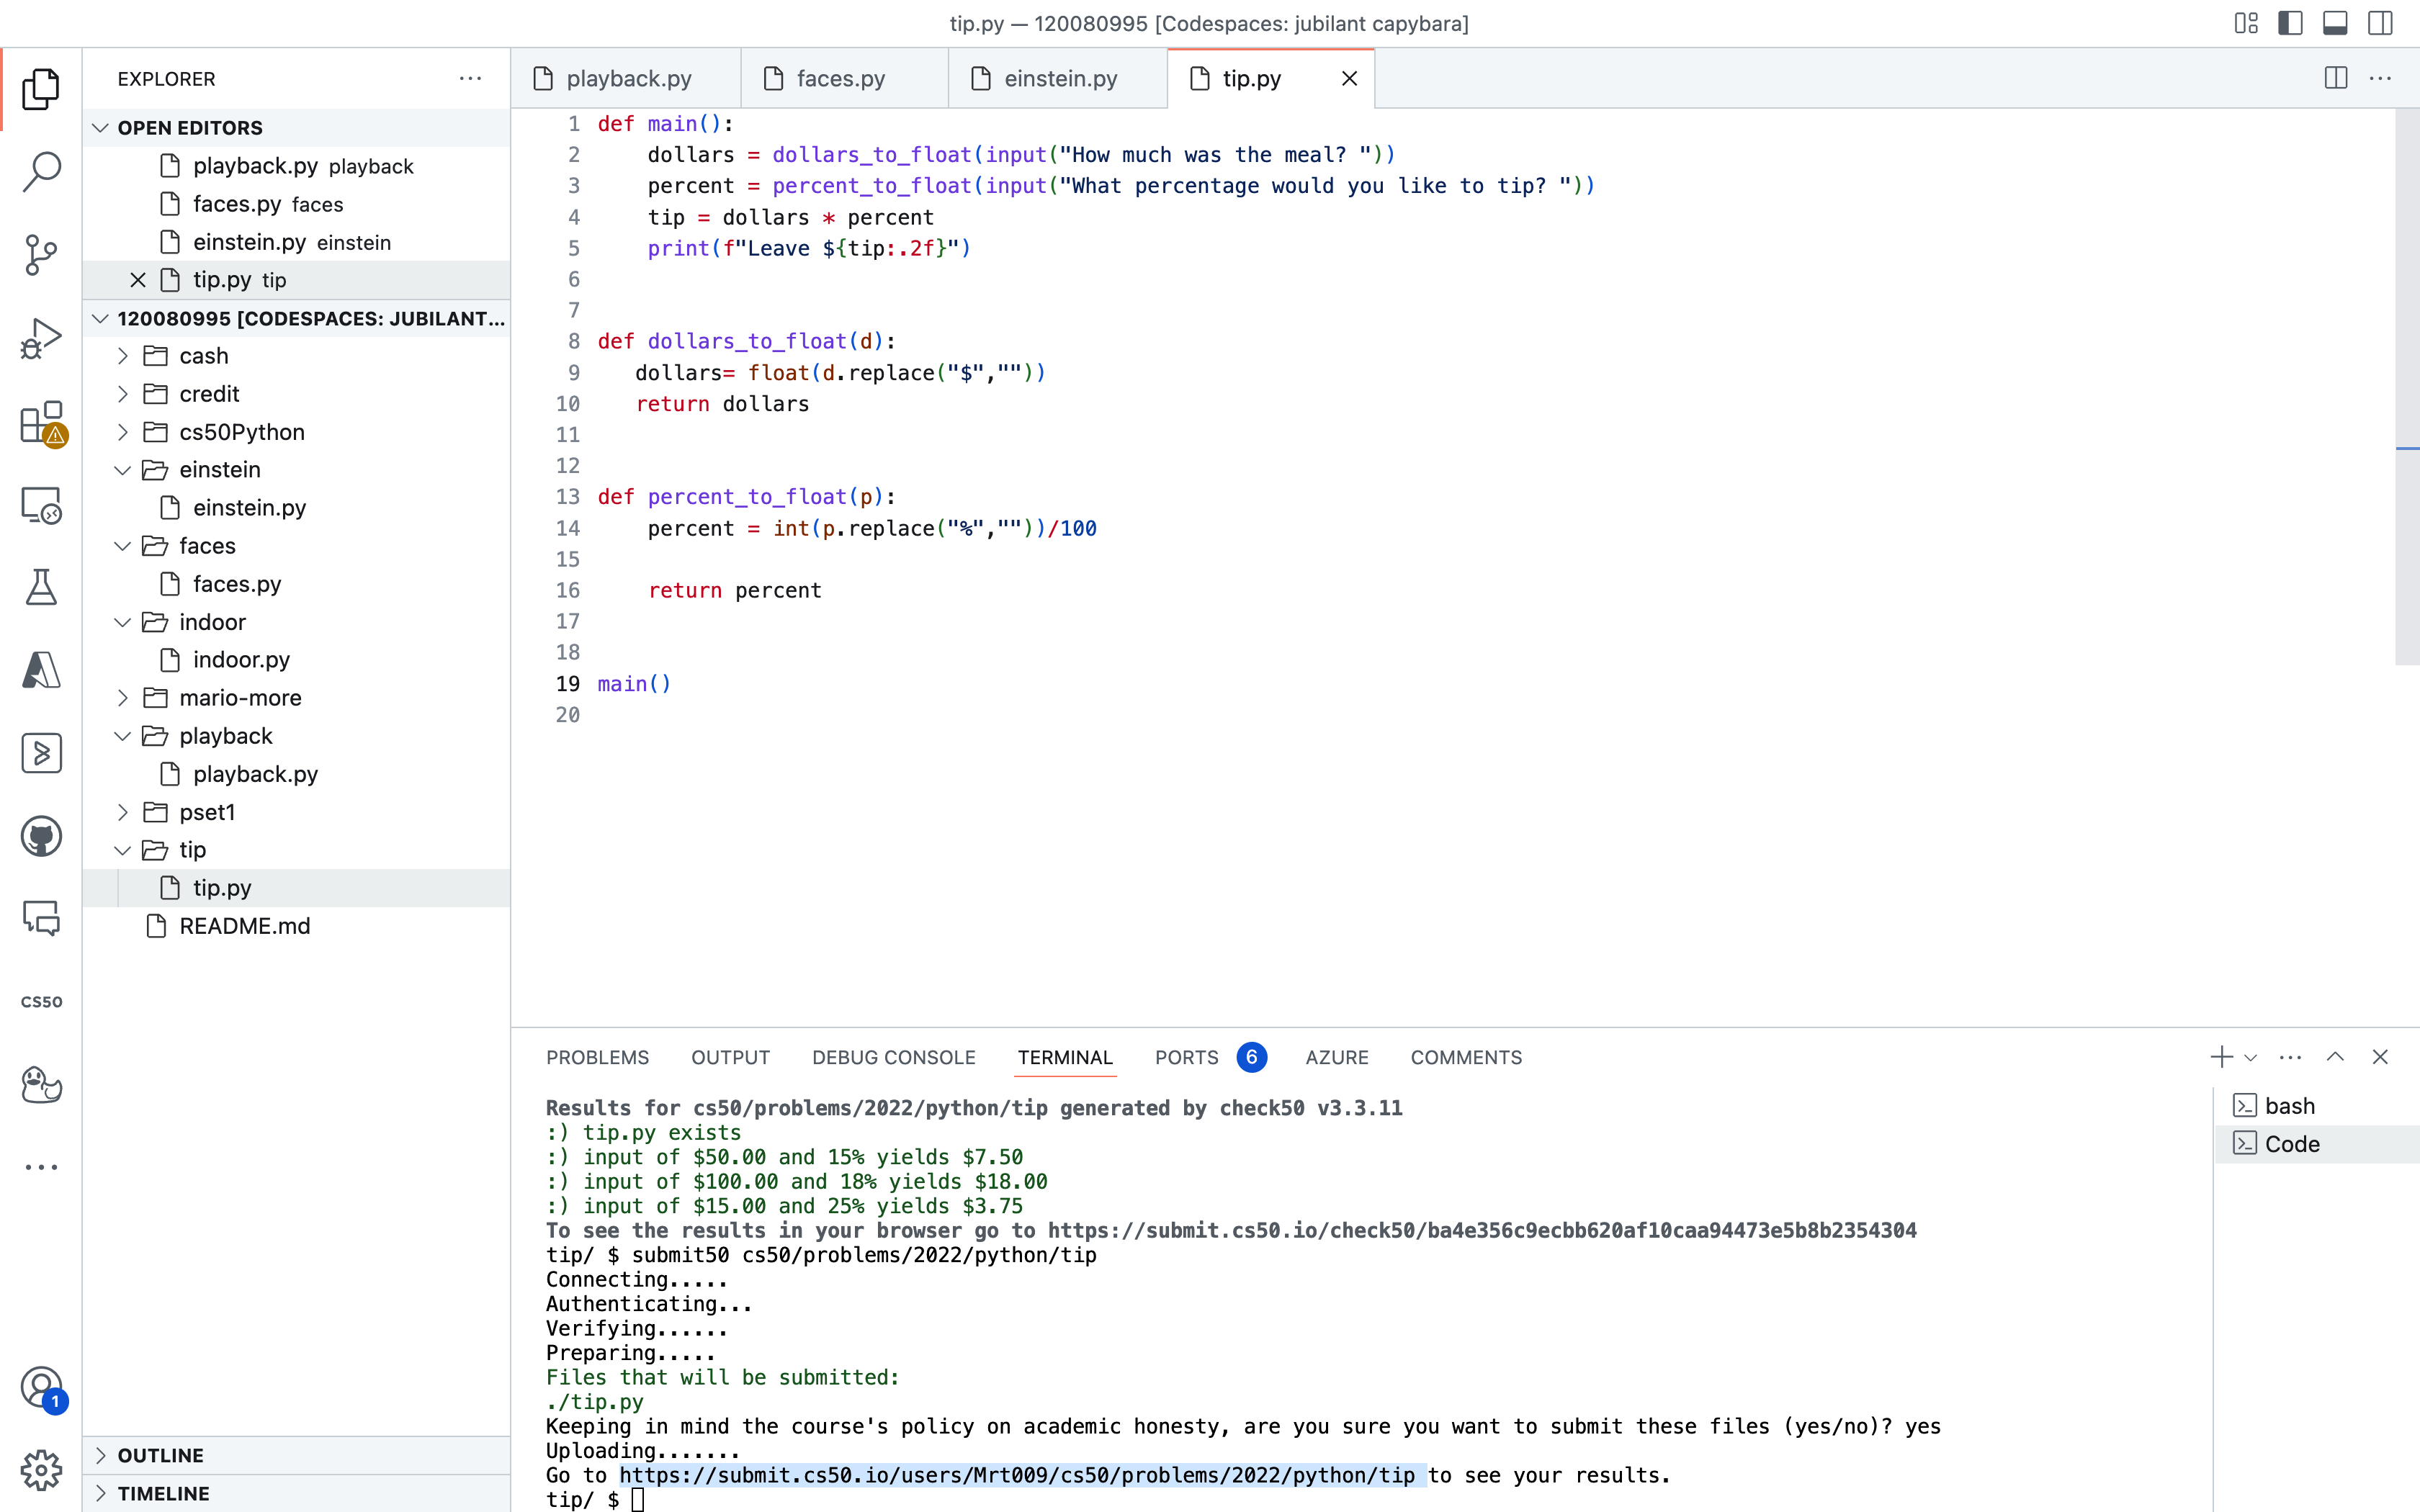 tip.py — 120080995 [Codespaces: jubilant capybara]
EXPLORER
OPEN EDITORS
playback.py playback
faces.py faces
einstein.py einstein
tip.py tip
120080995 [CODESPACES: JUBILANT...
cash
credit
cs50Python
einstein
einstein.py
faces
faces.py
indoor
indoor.py
mario-more
playback
playback.py
pset1
tip
tip.py
README.md
OUTLINE
TIMELINE
CS50
1
playback.py
faces.py
einstein.py
tip.py
1 def main():
2     dollars = dollars_to_float(input("How much was the meal? "))
3     percent = percent_to_float(input("What percentage would you like to tip? "))
4     tip = dollars * percent
5     print(f"Leave ${tip:.2f}")
6
7
8 def dollars_to_float(d):
9    dollars= float(d.replace("$",""))
10    return dollars
11
12
13 def percent_to_float(p):
14     percent = int(p.replace("%",""))/100
15
16     return percent
17
18
19 main()
20
PROBLEMS OUTPUT DEBUG CONSOLE TERMINAL PORTS 6 AZURE COMMENTS
Results for cs50/problems/2022/python/tip generated by check50 v3.3.11
:) tip.py exists
:) input of $50.00 and 15% yields $7.50
:) input of $100.00 and 18% yields $18.00
:) input of $15.00 and 25% yields $3.75
To see the results in your browser go to https://submit.cs50.io/check50/ba4e356c9ecbb620af10caa94473e5b8b2354304
tip/ $ submit50 cs50/problems/2022/python/tip
Connecting.....
Authenticating...
Verifying......
Preparing.....
Files that will be submitted:
./tip.py
Keeping in mind the course's policy on academic honesty, are you sure you want to submit these files (yes/no)? yes
Uploading.......
Go to https://submit.cs50.io/users/Mrt009/cs50/problems/2022/python/tip to see your results.
tip/ $
bash
Code